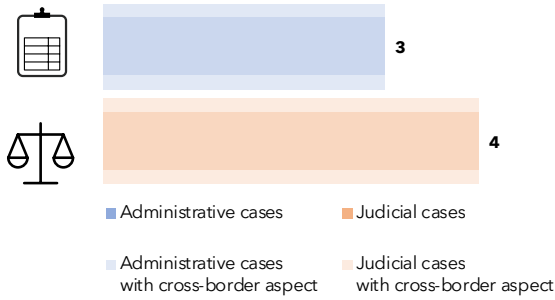 3
4
Administrative cases
Judicial cases
Administrative cases
with cross-border aspect
Judicial cases
with cross-border aspect